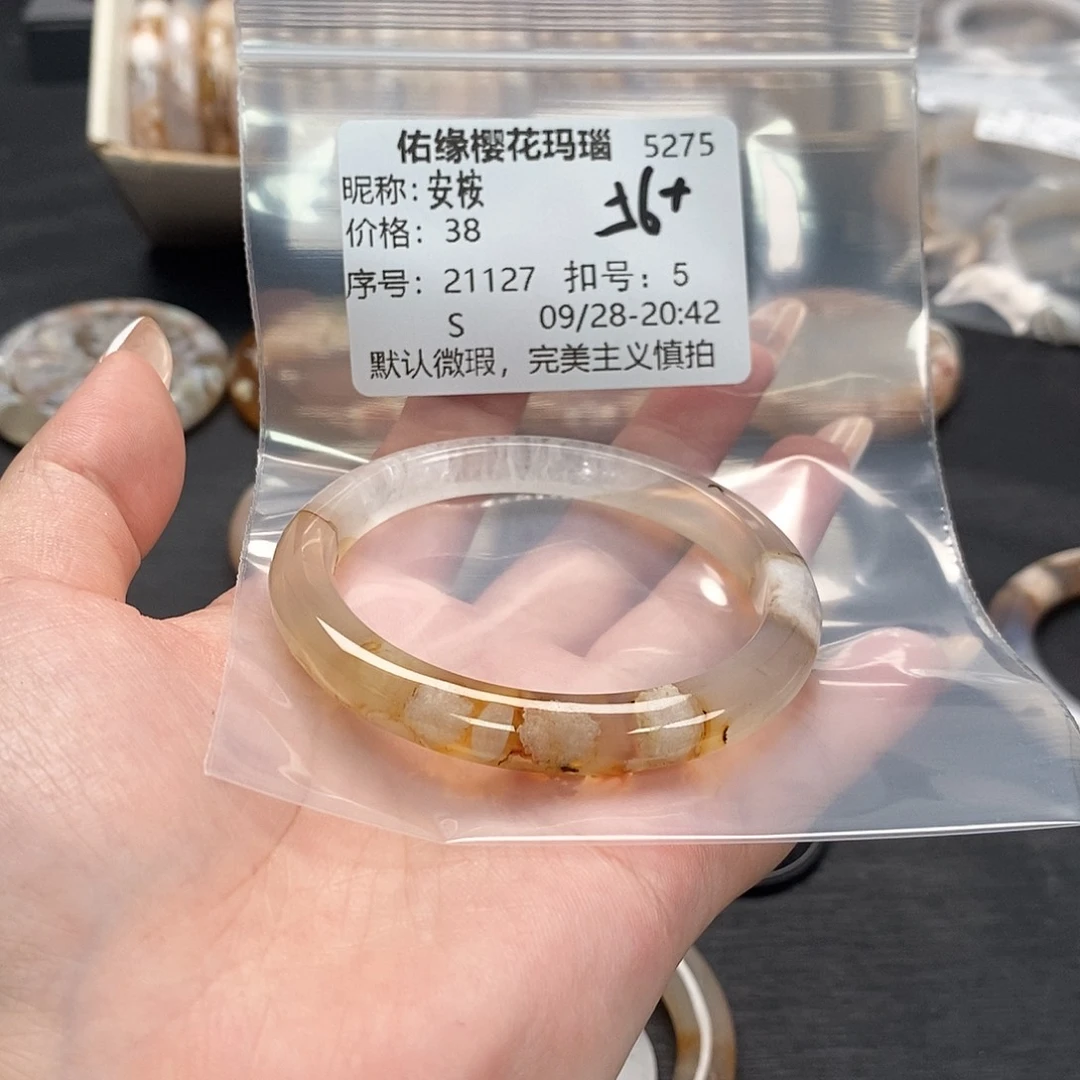 佑缘樱花玛瑙 5275
昵称：安桉
价格：38
序号：21127 扣号：5
S 09/28-20:42
默认微瑕，完美主义慎拍